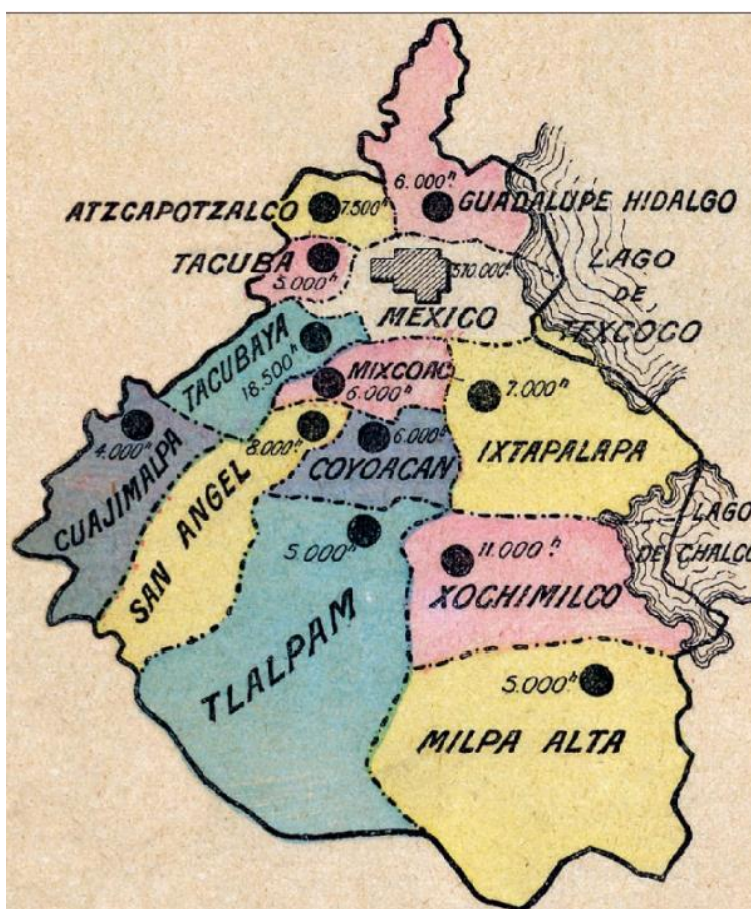 6.000h.
GUADALUPE HIDALGO
ATZCAPOTZALCO
7.500h
TACUBA
5.000h
570.000h
MEXICO
LAGO
DE
TEXCOCO
TACUBAYA
18.500h
MIXCOAC
6.000h
7.000h
IXTAPALAPA
4.000h
CUAJIMALPA
8.000h
SAN ANGEL
6.000h
COYOACAN
LAGO
DE CHALCO
5.000h
TLALPAM
11.000h.
XOCHIMILCO
5.000h.
MILPA ALTA